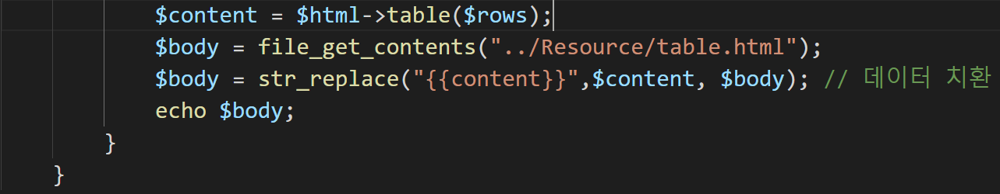 $content = $html->table($rows);
$body = file_get_contents("../Resource/table.html");
$body = str_replace("{{content}}",$content, $body); // 데이터 치환
echo $body;
}
}